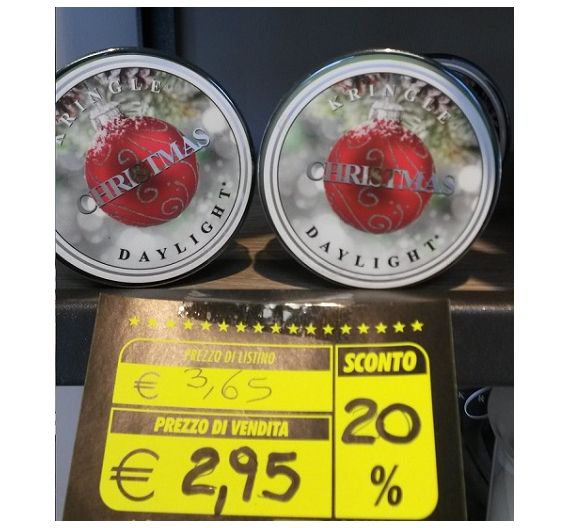 KRINGLE
CHRISTMAS
DAYLIGHT®
KRINGLE
CHRISTMAS
DAYLIGHT®
PREZZO DI LISTINO
€ 3,65
PREZZO DI VENDITA
€ 2,95
SCONTO
20
%